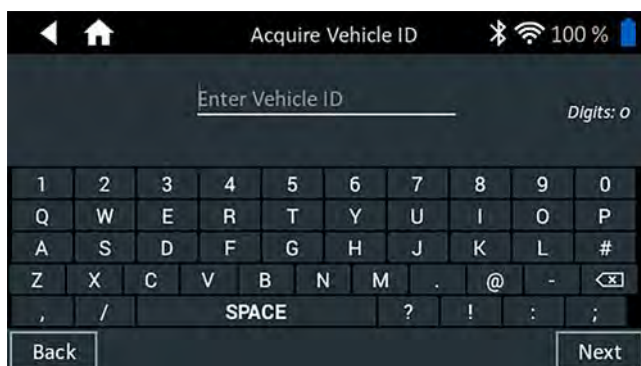 Acquire Vehicle ID 100 %
Enter Vehicle ID
Digits: 0
1 2 3 4 5 6 7 8 9 0
Q W E R T Y U I O P
A S D F G H J K L #
Z X C V B N M . @ -
, / SPACE ? ! : ;
Back Next